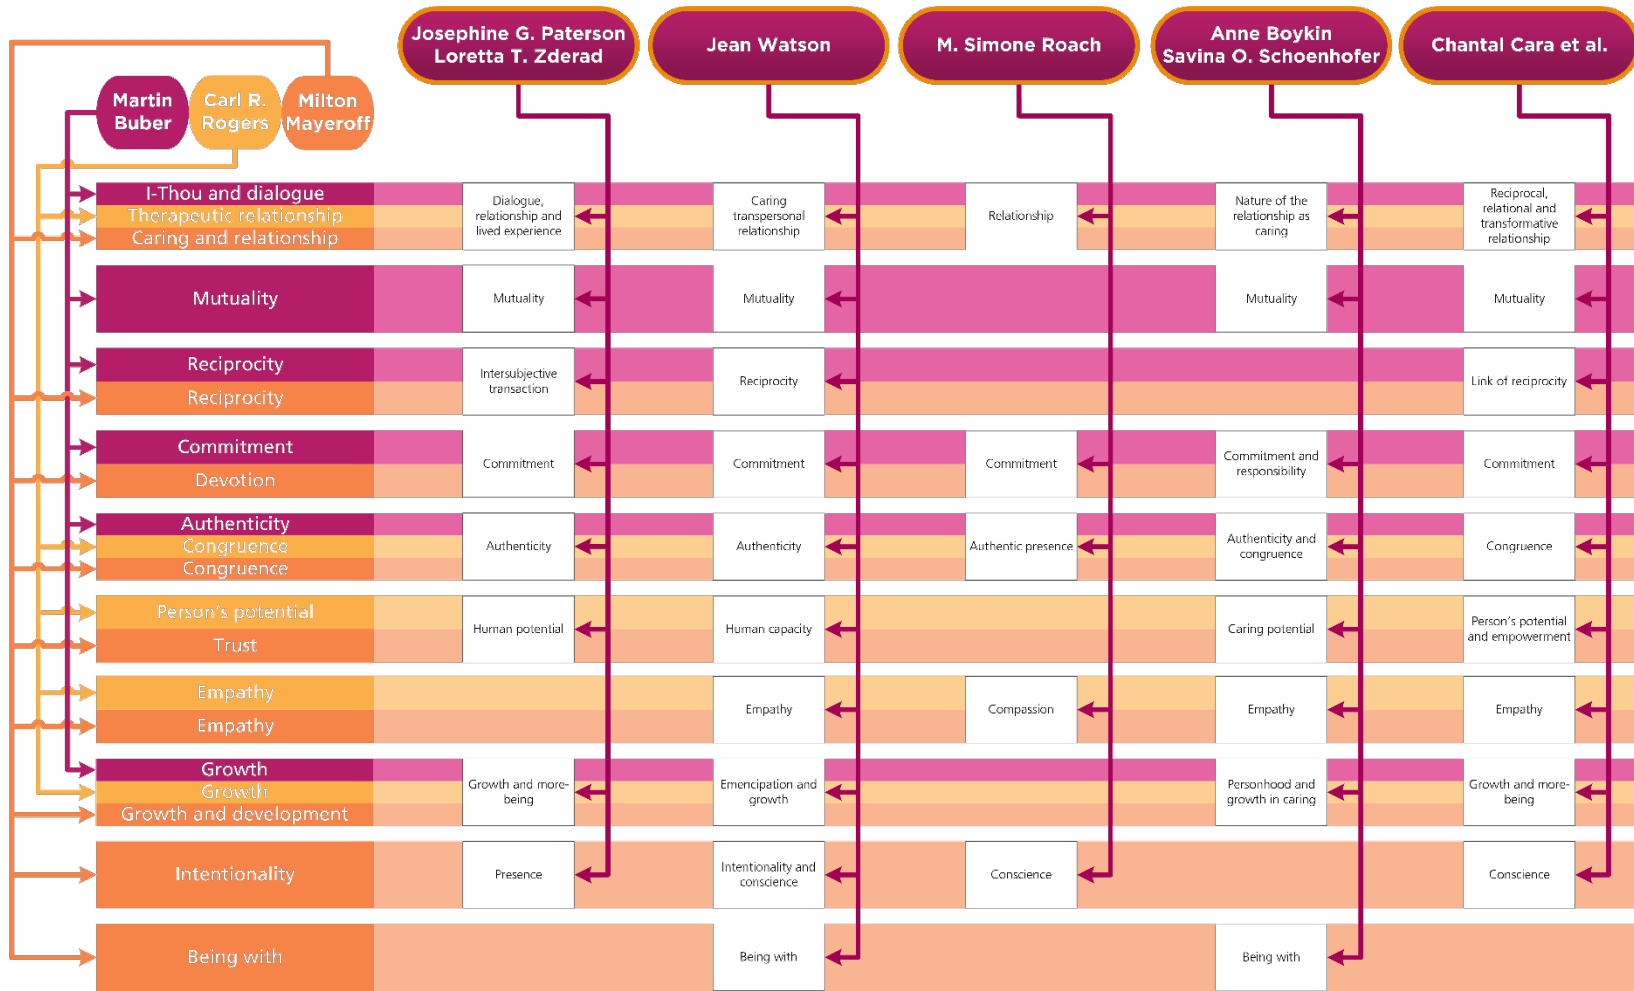 Josephine G. Paterson
Loretta T. Zderad
Jean Watson
M. Simone Roach
Anne Boykin
Savina O. Schoenhofer
Chantal Cara et al.
Martin
Buber
Carl R.
Rogers
Milton
Mayeroff
I-Thou and dialogue
Therapeutic relationship
Caring and relationship
Dialogue,
relationship and
lived experience
Caring
transpersonal
relationship
Relationship
Nature of the
relationship as
caring
Reciprocal,
relational and
transformative
relationship
Mutuality
Mutuality
Mutuality
Mutuality
Mutuality
Reciprocity
Reciprocity
Intersubjective
transaction
Reciprocity
Link of reciprocity
Commitment
Devotion
Commitment
Commitment
Commitment
Commitment and
responsibility
Commitment
Authenticity
Congruence
Congruence
Authenticity
Authenticity
Authentic presence
Authenticity and
congruence
Congruence
Person's potential
Trust
Human potential
Human capacity
Caring potential
Person's potential
and empowerment
Empathy
Empathy
Empathy
Compassion
Empathy
Empathy
Growth
Growth
Growth and development
Growth and more-
being
Emencipation and
growth
Personhood and
growth in caring
Growth and more-
being
Intentionality
Presence
Intentionality and
conscience
Conscience
Conscience
Being with
Being with
Being with